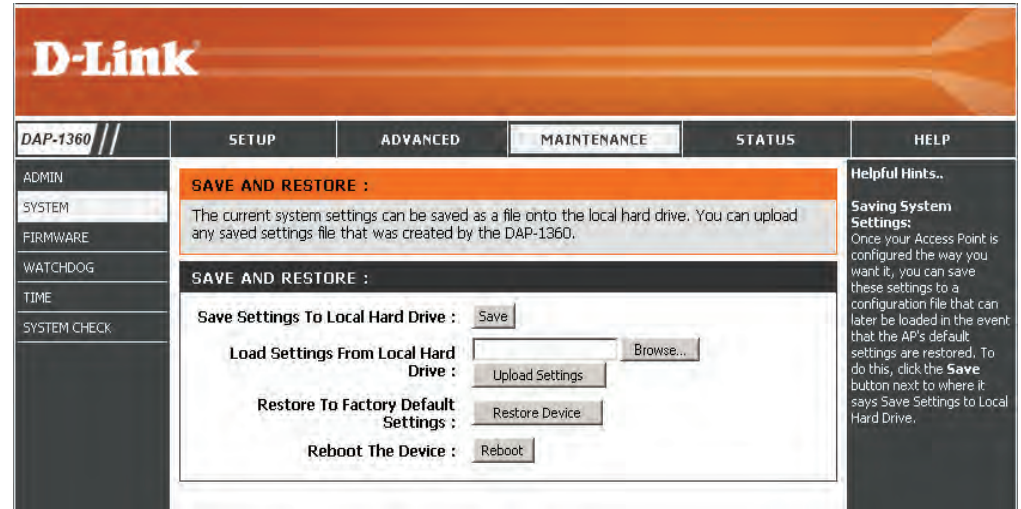 D-Link
DAP-1360
SETUP
ADVANCED
MAINTENANCE
STATUS
HELP
ADMIN
SYSTEM
FIRMWARE
WATCHDOG
TIME
SYSTEM CHECK
SAVE AND RESTORE :
The current system settings can be saved as a file onto the local hard drive. You can upload
any saved settings file that was created by the DAP-1360.
SAVE AND RESTORE :
Save Settings To Local Hard Drive :
Save
Load Settings From Local Hard
Drive :
Browse...
Upload Settings
Restore To Factory Default
Settings :
Restore Device
Reboot The Device :
Reboot
Helpful Hints..
Saving System
Settings:
Once your Access Point is
configured the way you
want it, you can save
these settings to a
configuration file that can
later be loaded in the event
that the AP's default
settings are restored. To
do this, click the Save
button next to where it
says Save Settings to Local
Hard Drive.